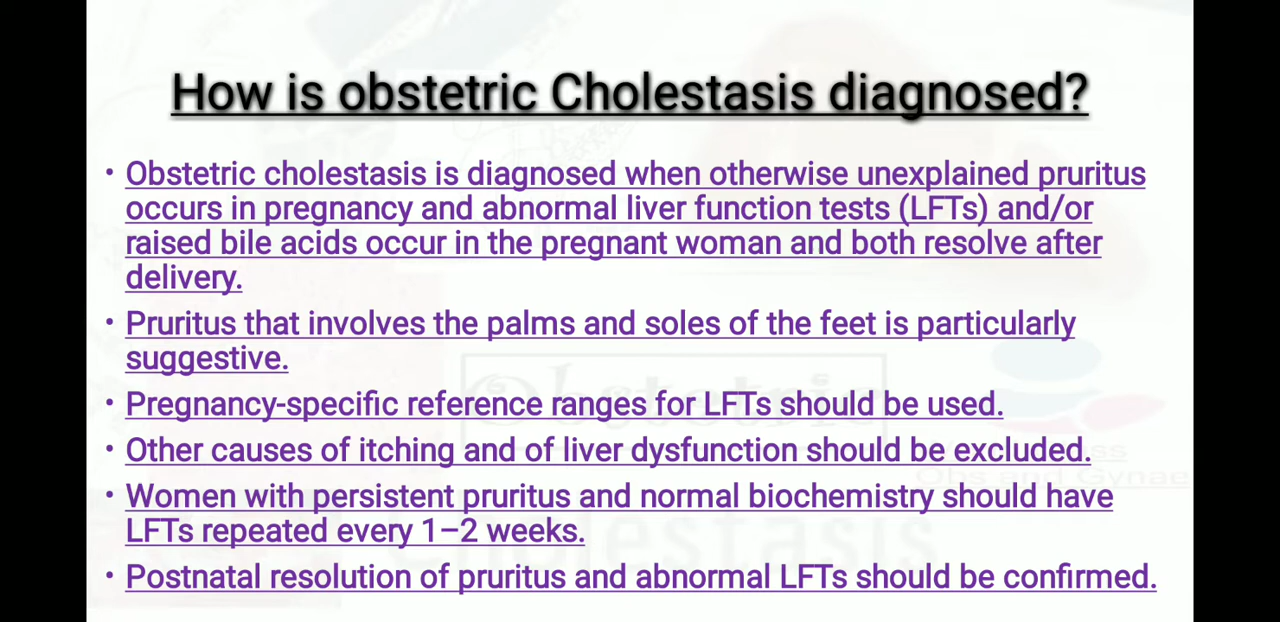 How is obstetric Cholestasis diagnosed?
• Obstetric cholestasis is diagnosed when otherwise unexplained pruritus
occurs in pregnancy and abnormal liver function tests (LFTs) and/or
raised bile acids occur in the pregnant woman and both resolve after
delivery.
• Pruritus that involves the palms and soles of the feet is particularly
suggestive.
• Pregnancy-specific reference ranges for LFTs should be used.
• Other causes of itching and of liver dysfunction should be excluded.
• Women with persistent pruritus and normal biochemistry should have
LFTs repeated every 1–2 weeks.
• Postnatal resolution of pruritus and abnormal LFTs should be confirmed.
Obstetric
Obs and Gynae
Cholestasis